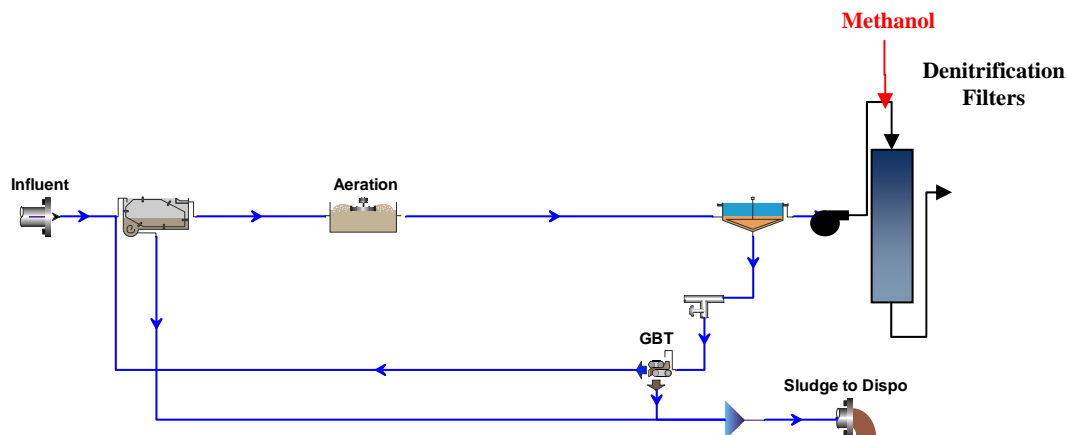 Methanol
Denitrification
Filters
Influent
Aeration
GBT
Sludge to Dispo